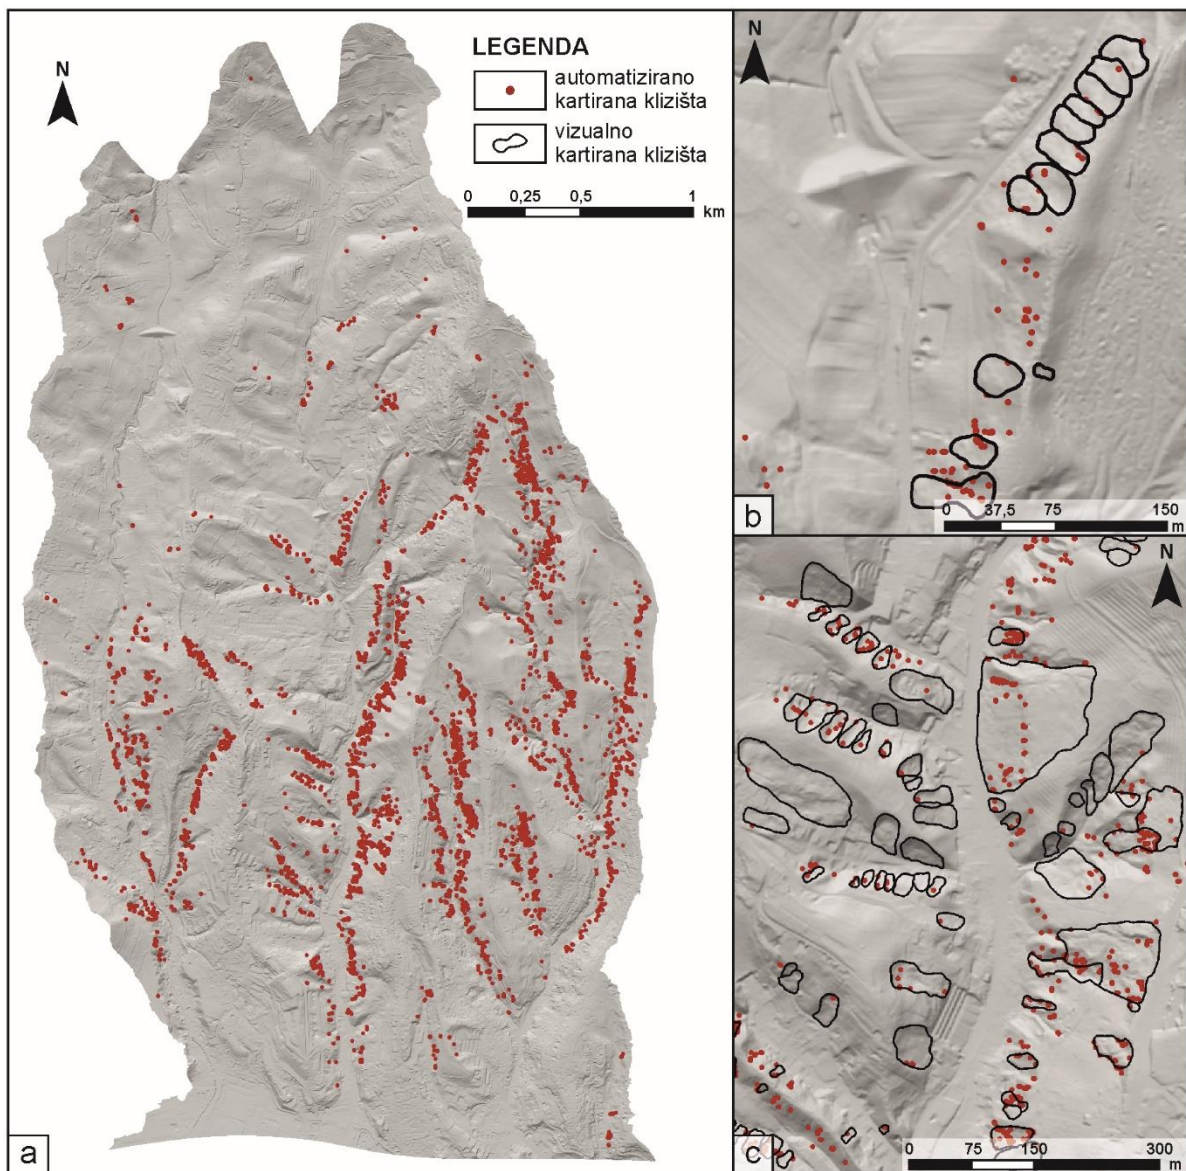 N
LEGENDA
automatizirano
kartirana klizišta
vizualno
kartirana klizišta
0 0,25 0,5 1
km
a
N
0 37,5 75 150
m
b
N
0 75 150 300
m
c